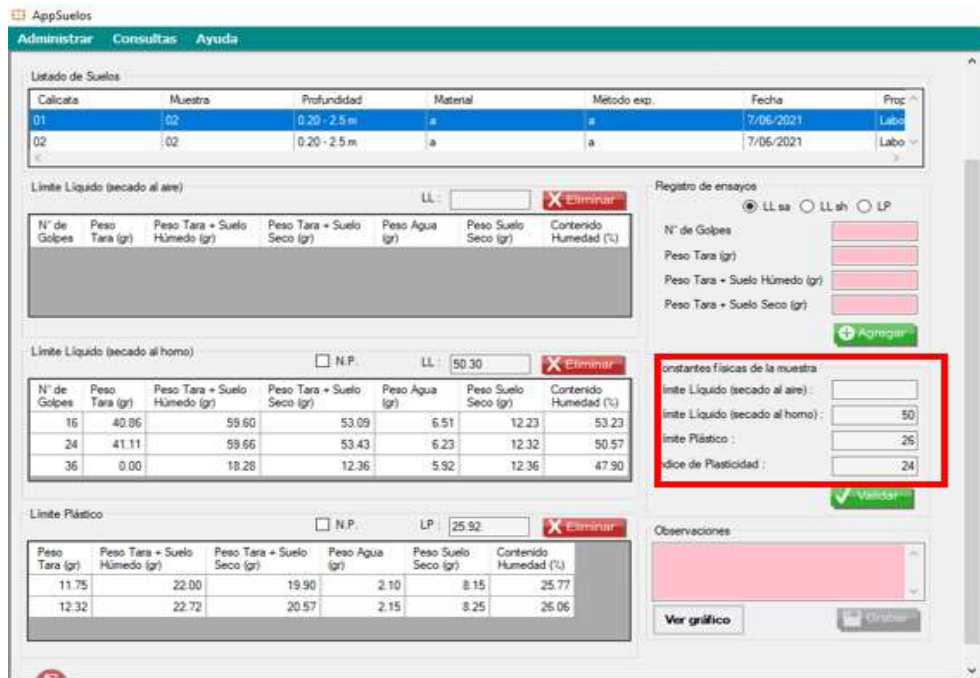 AppSuelos
Administrar Consultas Ayuda
Listado de Suelos
Calicata Muestra Profundidad Material Método exp. Fecha Prop
01 02 0.20 - 2.5 m a a 7/06/2021 Labo
02 02 0.20 - 2.5 m a a 7/06/2021 Labo
Límite Líquido (secado al aire)
LL : Eliminar
N° de Golpes Peso Tara (gr) Peso Tara + Suelo Húmedo (gr) Peso Tara + Suelo Seco (gr) Peso Agua (gr) Peso Suelo Seco (gr) Contenido Humedad (%)
Registro de ensayos
LL sa LL sh LP
N° de Golpes
Peso Tara (gr)
Peso Tara + Suelo Húmedo (gr)
Peso Tara + Suelo Seco (gr)
Agregar
Límite Líquido (secado al horno)
N.P. LL : 50.30 Eliminar
N° de Golpes Peso Tara (gr) Peso Tara + Suelo Húmedo (gr) Peso Tara + Suelo Seco (gr) Peso Agua (gr) Peso Suelo Seco (gr) Contenido Humedad (%)
16 40.86 59.60 53.09 6.51 12.23 53.23
24 41.11 59.66 53.43 6.23 12.32 50.57
36 0.00 18.28 12.36 5.92 12.36 47.90
onstantes físicas de la muestra
ímite Líquido (secado al aire) :
ímite Líquido (secado al horno) : 50
ímite Plástico : 26
ndice de Plasticidad : 24
Validar
Límite Plástico
N.P. LP : 25.92 Eliminar
Peso Tara (gr) Peso Tara + Suelo Húmedo (gr) Peso Tara + Suelo Seco (gr) Peso Agua (gr) Peso Suelo Seco (gr) Contenido Humedad (%)
11.75 22.00 19.90 2.10 8.15 25.77
12.32 22.72 20.57 2.15 8.25 26.06
Observaciones
Ver gráfico Grabar